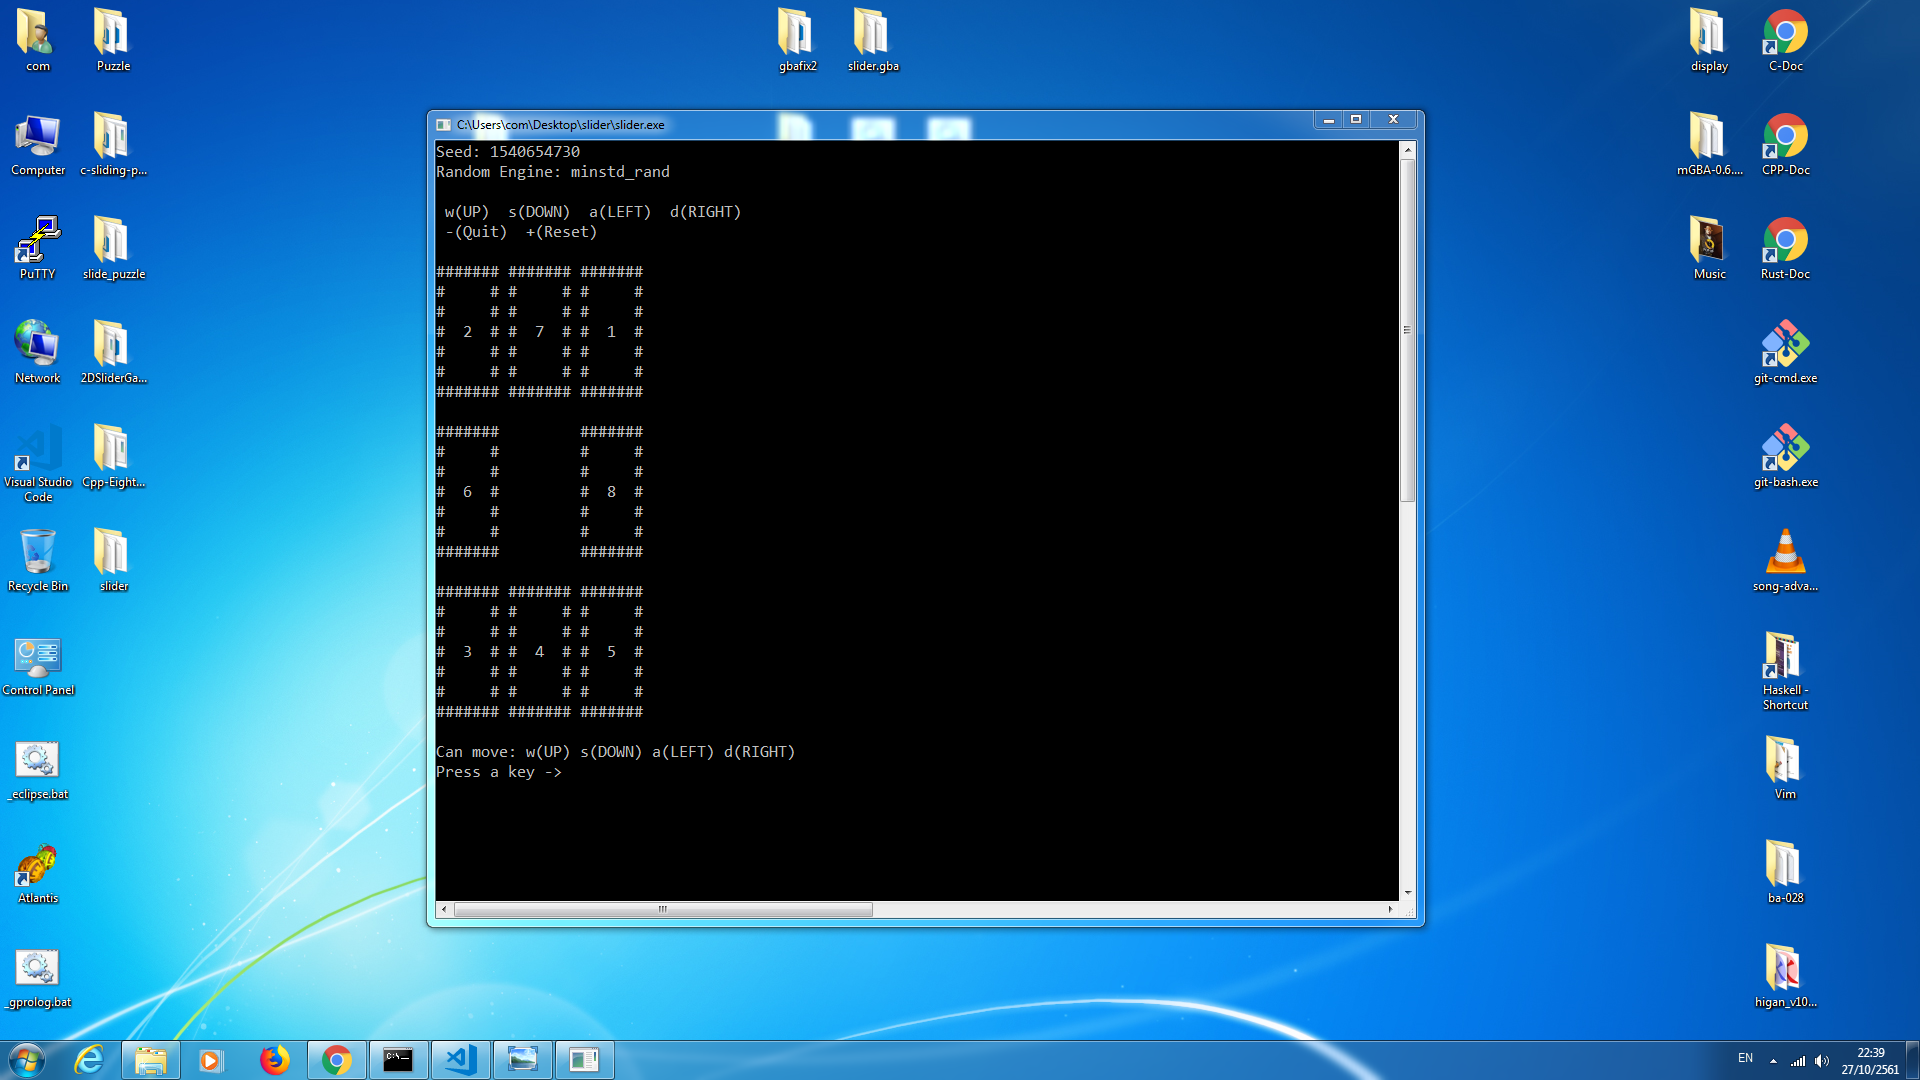 com
Puzzle
gbafix2
slider.gba
display
C-Doc
Computer
c-sliding-p...
mGBA-0.6....
CPP-Doc
PuTTY
slide_puzzle
Music
Rust-Doc
Network
2DSliderGa...
git-cmd.exe
Visual Studio
Code
Cpp-Eight...
git-bash.exe
Recycle Bin
slider
song-adva...
Control Panel
Haskell -
Shortcut
_eclipse.bat
Vim
Atlantis
ba-028
_gprolog.bat
higan_v10...
C:\Users\com\Desktop\slider\slider.exe
Seed: 1540654730
Random Engine: minstd_rand
w(UP)  s(DOWN)  a(LEFT)  d(RIGHT)
-(Quit)  +(Reset)
####### ####### #######
#     # #     # #     #
#     # #     # #     #
#  2  # #  7  # #  1  #
#     # #     # #     #
#     # #     # #     #
####### ####### #######
#######         #######
#     #         #     #
#     #         #     #
#  6  #         #  8  #
#     #         #     #
#     #         #     #
#######         #######
####### ####### #######
#     # #     # #     #
#     # #     # #     #
#  3  # #  4  # #  5  #
#     # #     # #     #
#     # #     # #     #
####### ####### #######
Can move: w(UP) s(DOWN) a(LEFT) d(RIGHT)
Press a key ->
C:\
EN
22:39
27/10/2561